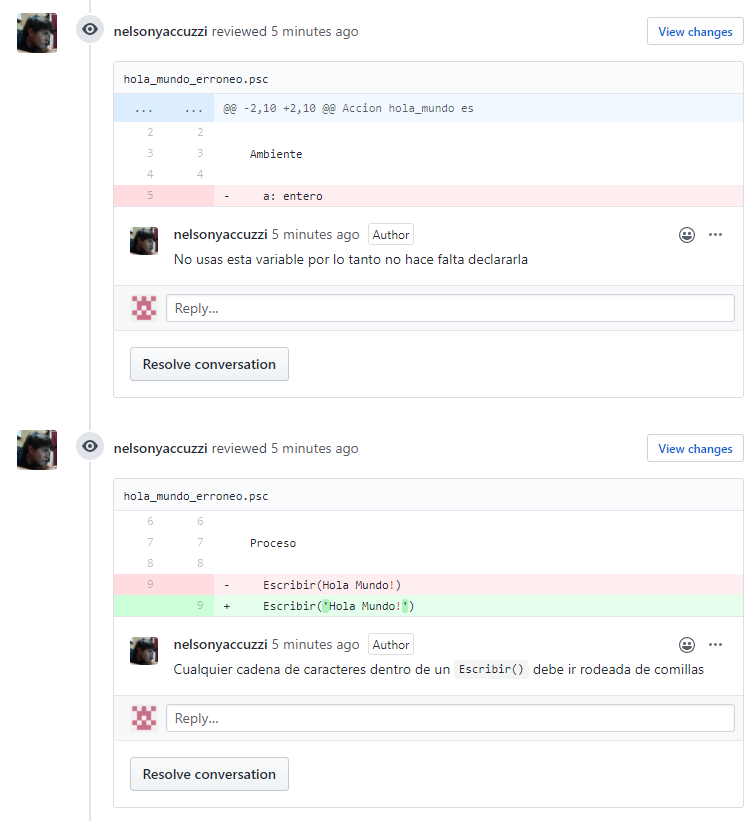 nelsonyaccuzzi reviewed 5 minutes ago View changes
hola_mundo_erroneo.psc
... ... @@ -2,10 +2,10 @@ Accion hola_mundo es
2 2
3 3 Ambiente
4 4
5 - a: entero
nelsonyaccuzzi 5 minutes ago Author
No usas esta variable por lo tanto no hace falta declararla
Reply...
Resolve conversation
nelsonyaccuzzi reviewed 5 minutes ago View changes
hola_mundo_erroneo.psc
6 6
7 7 Proceso
8 8
9 - Escribir(Hola Mundo!)
9 + Escribir('Hola Mundo!')
nelsonyaccuzzi 5 minutes ago Author
Cualquier cadena de caracteres dentro de un Escribir() debe ir rodeada de comillas
Reply...
Resolve conversation